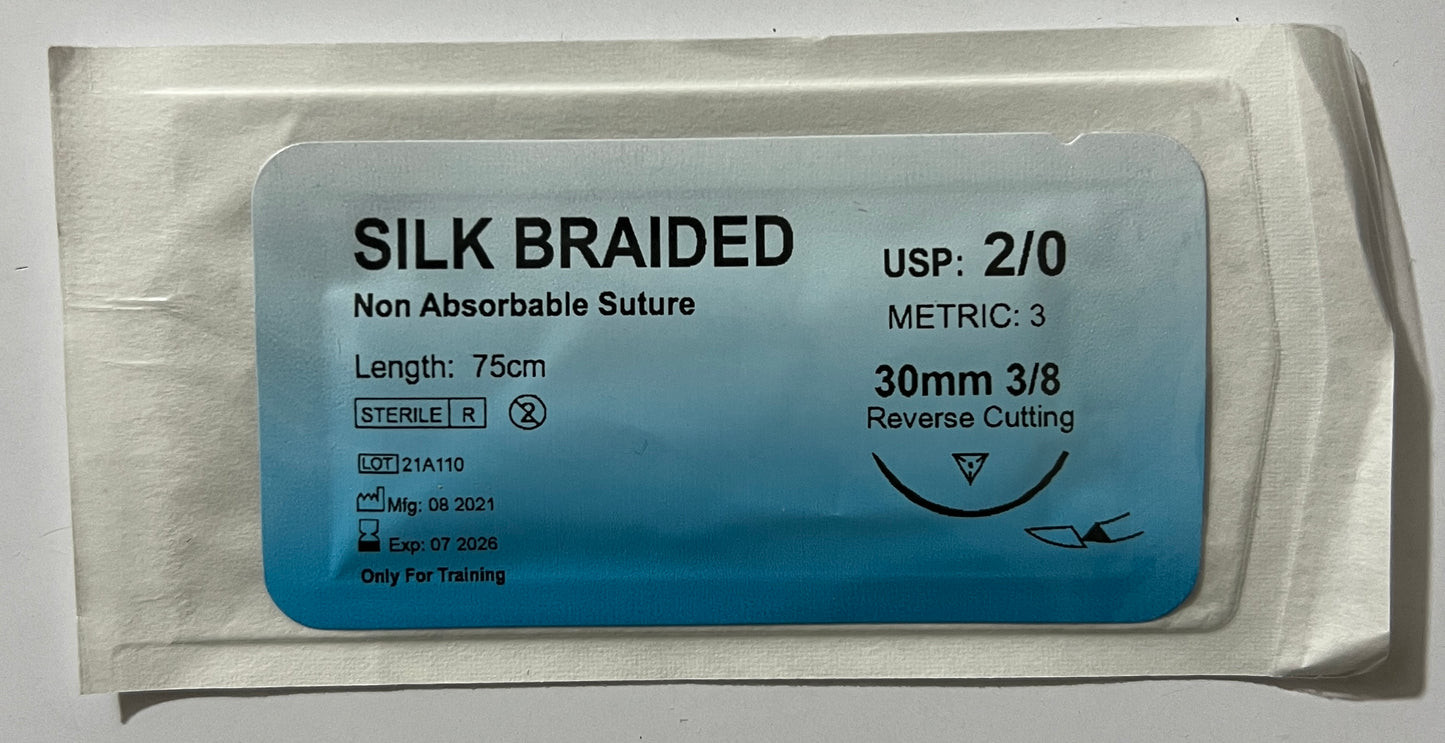 SILK BRAIDED
Non Absorbable Suture
Length: 75cm
STERILE R 2
LOT 21A110
Mfg: 08 2021
Exp: 07 2026
Only For Training
USP: 2/0
METRIC: 3
30mm 3/8
Reverse Cutting